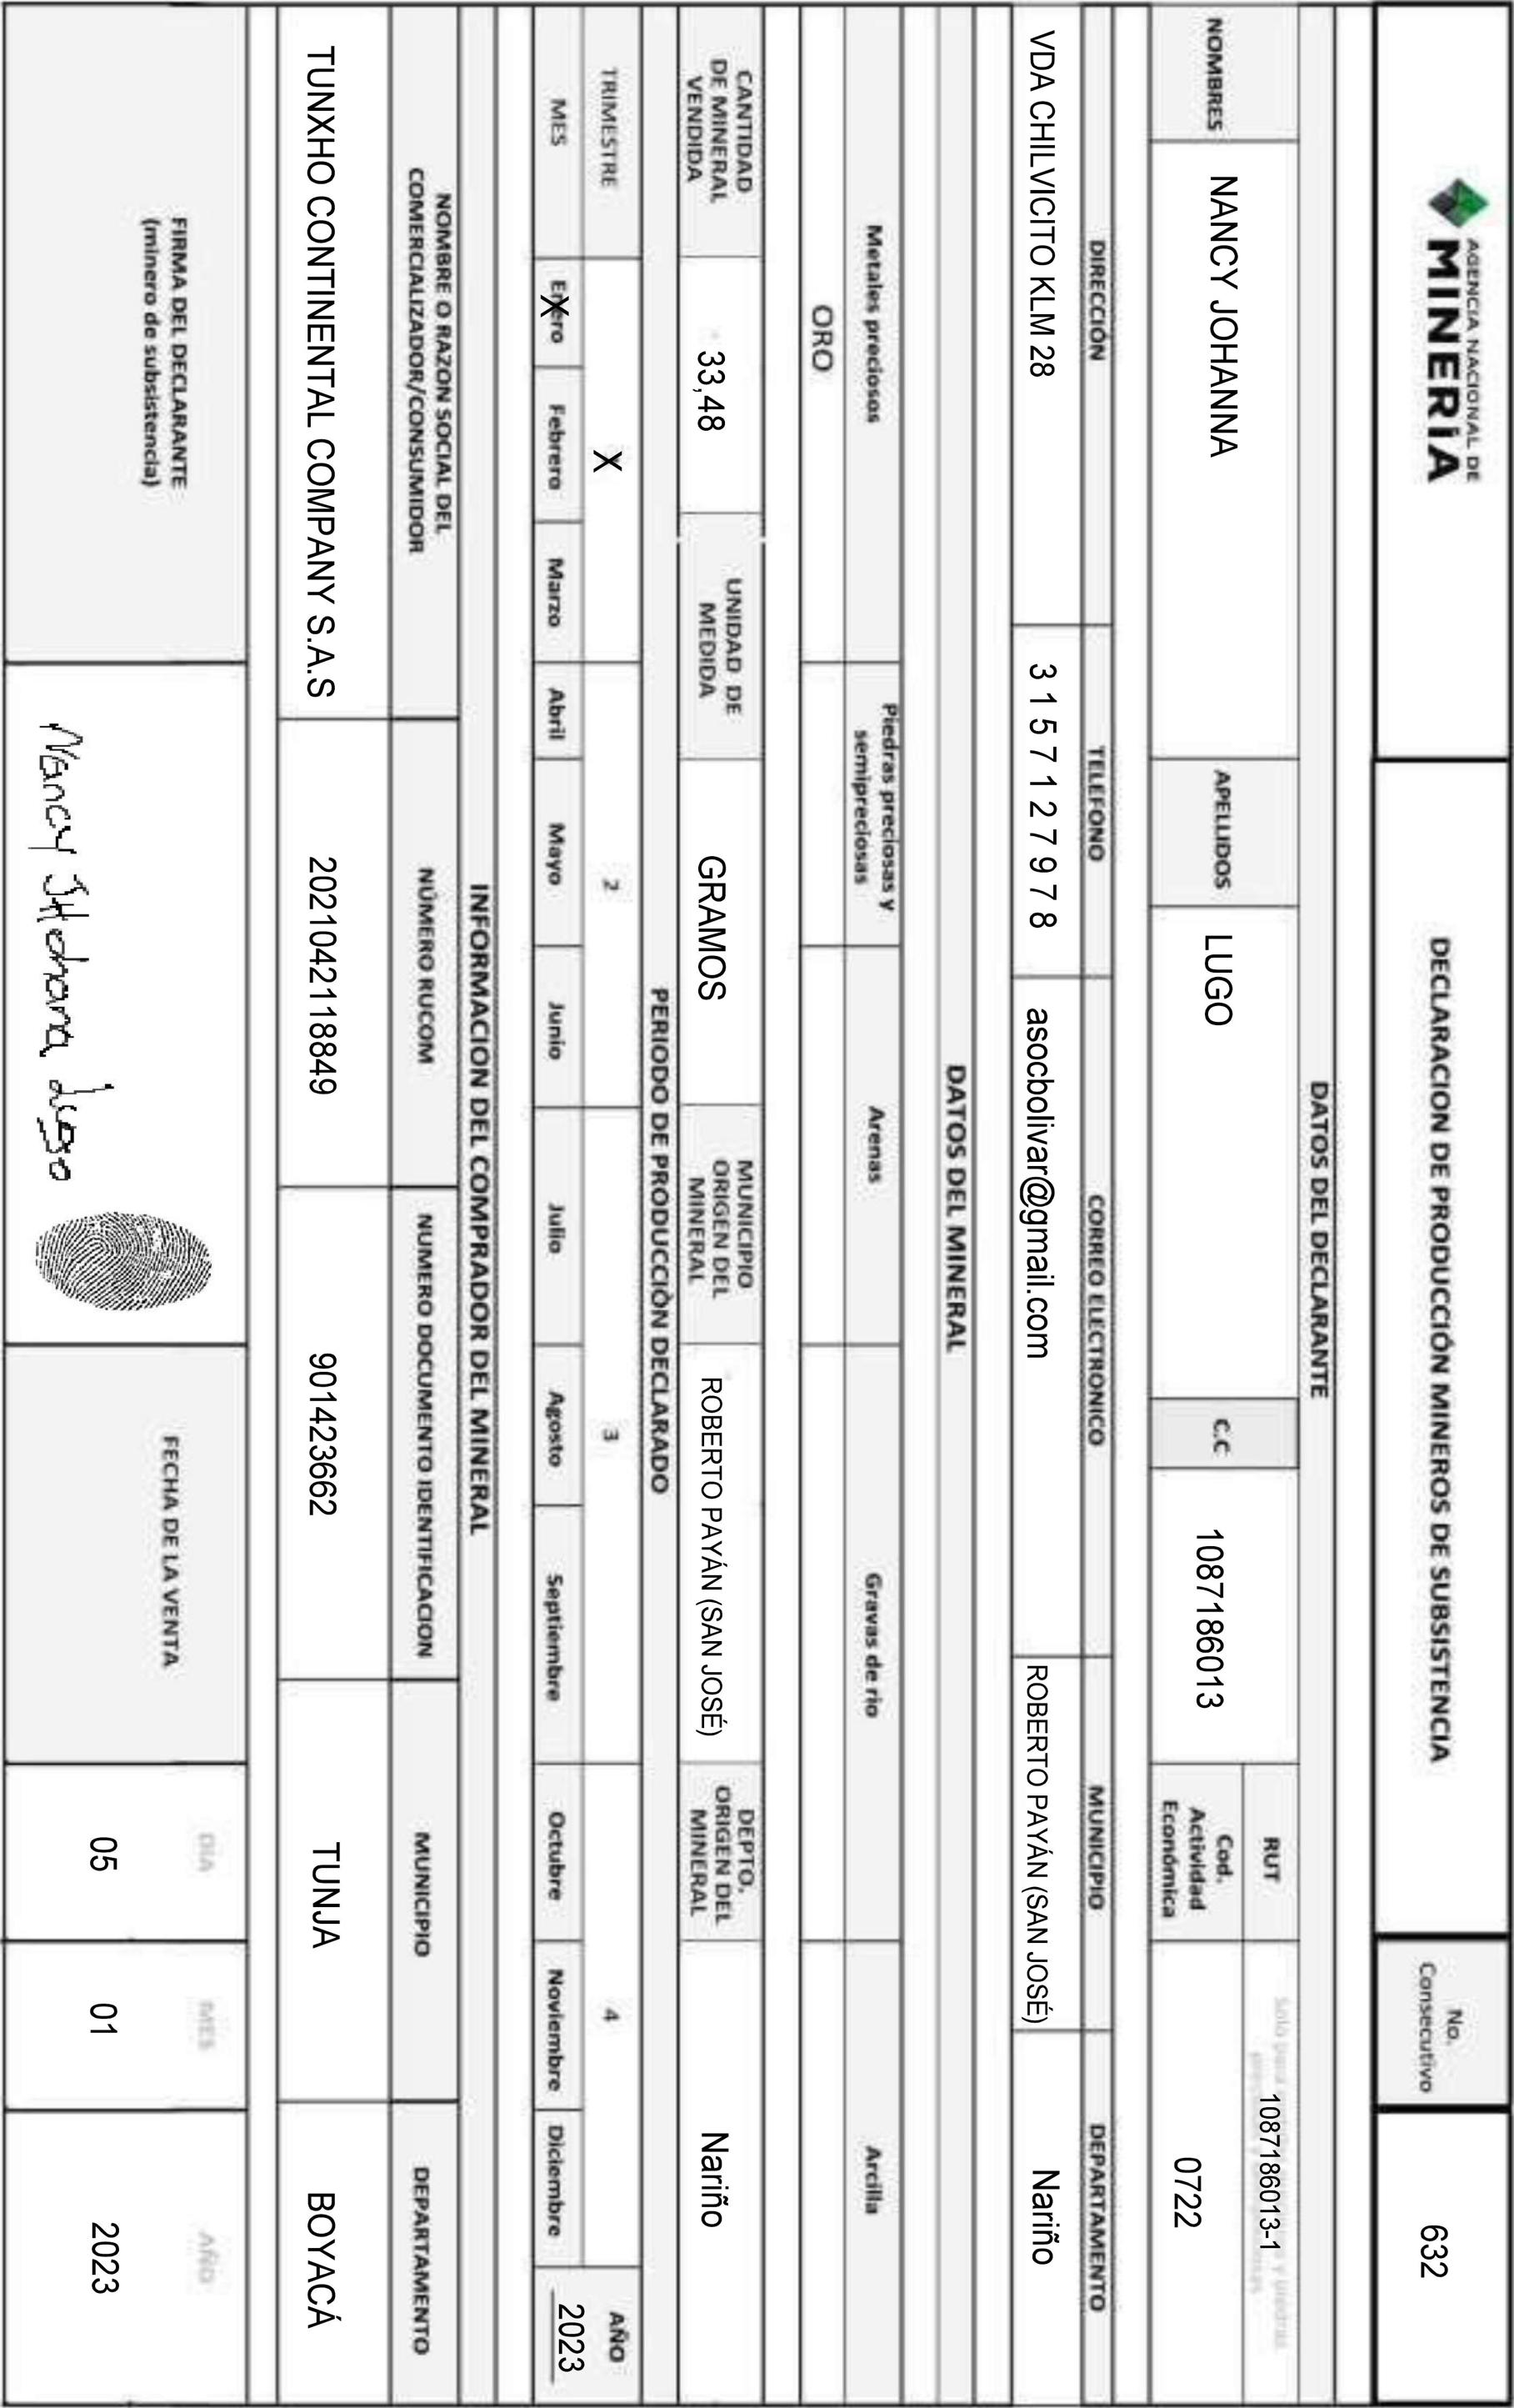 AGENCIA NACIONAL DE
MINERÍA
DECLARACION DE PRODUCCIÓN MINEROS DE SUBSISTENCIA
No.
Consecutivo
632
DATOS DEL DECLARANTE
NOMBRES
NANCY JOHANNA
APELLIDOS
LUGO
C.C
1087186013
RUT
Solo para
y piedras
1087186013-1
Cod.
Actividad
Económica
0722
DIRECCIÓN
TELEFONO
CORREO ELECTRONICO
MUNICIPIO
DEPARTAMENTO
VDA CHILVICITO KLM 28
3 1 5 7 1 2 7 9 7 8
asocbolivar@gmail.com
ROBERTO PAYÁN (SAN JOSÉ)
Nariño
DATOS DEL MINERAL
Metales preciosos
Piedras preciosas y
semipreciosas
Arenas
Gravas de rio
Arcilla
ORO
CANTIDAD
DE MINERAL
VENDIDA
33,48
UNIDAD DE
MEDIDA
GRAMOS
MUNICIPIO
ORIGEN DEL
MINERAL
ROBERTO PAYÁN (SAN JOSÉ)
DEPTO.
ORIGEN DEL
MINERAL
Nariño
PERIODO DE PRODUCCIÒN DECLARADO
TRIMESTRE
X
2
3
4
AÑO
MES
Enero
X
Febrero
Marzo
Abril
Mayo
Junio
Julio
Agosto
Septiembre
Octubre
Noviembre
Diciembre
2023
INFORMACION DEL COMPRADOR DEL MINERAL
NOMBRE O RAZON SOCIAL DEL
COMERCIALIZADOR/CONSUMIDOR
NÚMERO RUCOM
NUMERO DOCUMENTO IDENTIFICACION
MUNICIPIO
DEPARTAMENTO
TUNXHO CONTINENTAL COMPANY S.A.S
2021042118849
901423662
TUNJA
BOYACÁ
FIRMA DEL DECLARANTE
(minero de subsistencia)
Nancy JHohana Lugo
FECHA DE LA VENTA
DÍA
MES
AÑO
05
01
2023